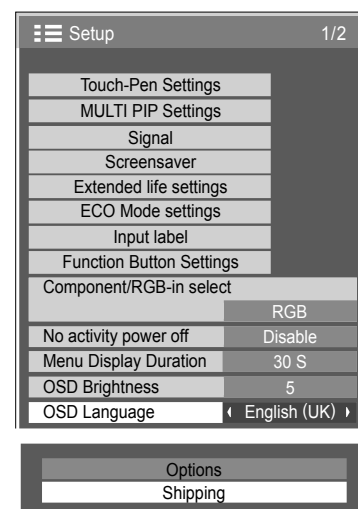 Setup 1/2
Touch-Pen Settings
MULTI PIP Settings
Signal
Screensaver
Extended life settings
ECO Mode settings
Input label
Function Button Settings
Component/RGB-in select
RGB
No activity power off Disable
Menu Display Duration 30 S
OSD Brightness 5
OSD Language English (UK)
Options
Shipping